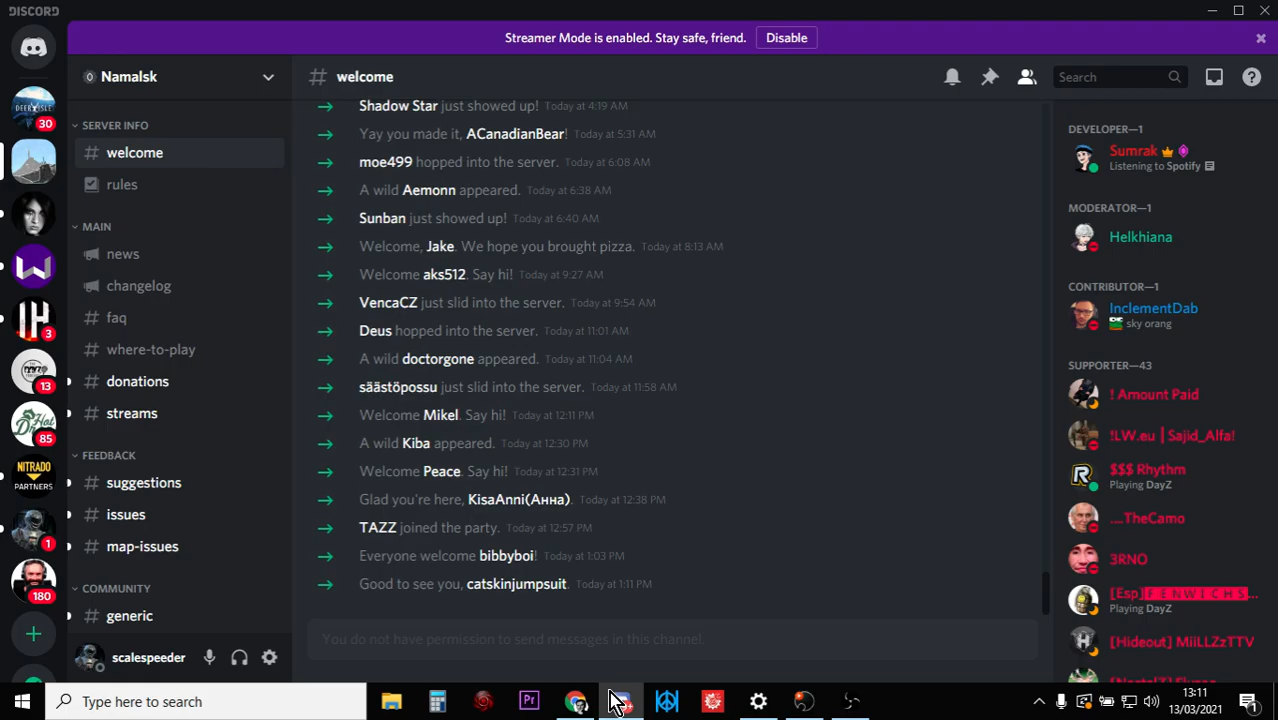 DISCORD
Streamer Mode is enabled. Stay safe, friend. Disable
Namalsk
# welcome
Search
SERVER INFO
# welcome
rules
MAIN
news
changelog
# faq
# where-to-play
# donations
# streams
FEEDBACK
# suggestions
# issues
# map-issues
COMMUNITY
# generic
scalespeeder
DEER ISLE
30
3
13
85
NITRADO
PARTNERS
1
180
Shadow Star just showed up! Today at 4:19 AM
Yay you made it, ACanadianBear! Today at 5:31 AM
moe499 hopped into the server. Today at 6:08 AM
A wild Aemonn appeared. Today at 6:38 AM
Sunban just showed up! Today at 6:40 AM
Welcome, Jake. We hope you brought pizza. Today at 8:13 AM
Welcome aks512. Say hi! Today at 9:27 AM
VencaCZ just slid into the server. Today at 9:54 AM
Deus hopped into the server. Today at 11:01 AM
A wild doctorgone appeared. Today at 11:04 AM
säästöpossu just slid into the server. Today at 11:58 AM
Welcome Mikel. Say hi! Today at 12:11 PM
A wild Kiba appeared. Today at 12:30 PM
Welcome Peace. Say hi! Today at 12:31 PM
Glad you're here, KisaAnni(Анна). Today at 12:38 PM
TAZZ joined the party. Today at 12:57 PM
Everyone welcome bibbyboi! Today at 1:03 PM
Good to see you, catskinjumpsuit. Today at 1:11 PM
You do not have permission to send messages in this channel.
DEVELOPER—1
Sumrak
Listening to Spotify
MODERATOR—1
Helkhiana
CONTRIBUTOR—1
InclementDab
sky orang
SUPPORTER—43
! Amount Paid
!LW.eu | Sajid_Alfa!
$$$ Rhythm
Playing DayZ
....TheCamo
3RNO
[Esp]🅵🅴🅽🆆🅸🅲🅷🆂...
Playing DayZ
[Hideout] MiiLLZzTTV
Type here to search
Pr
13:11
13/03/2021
1